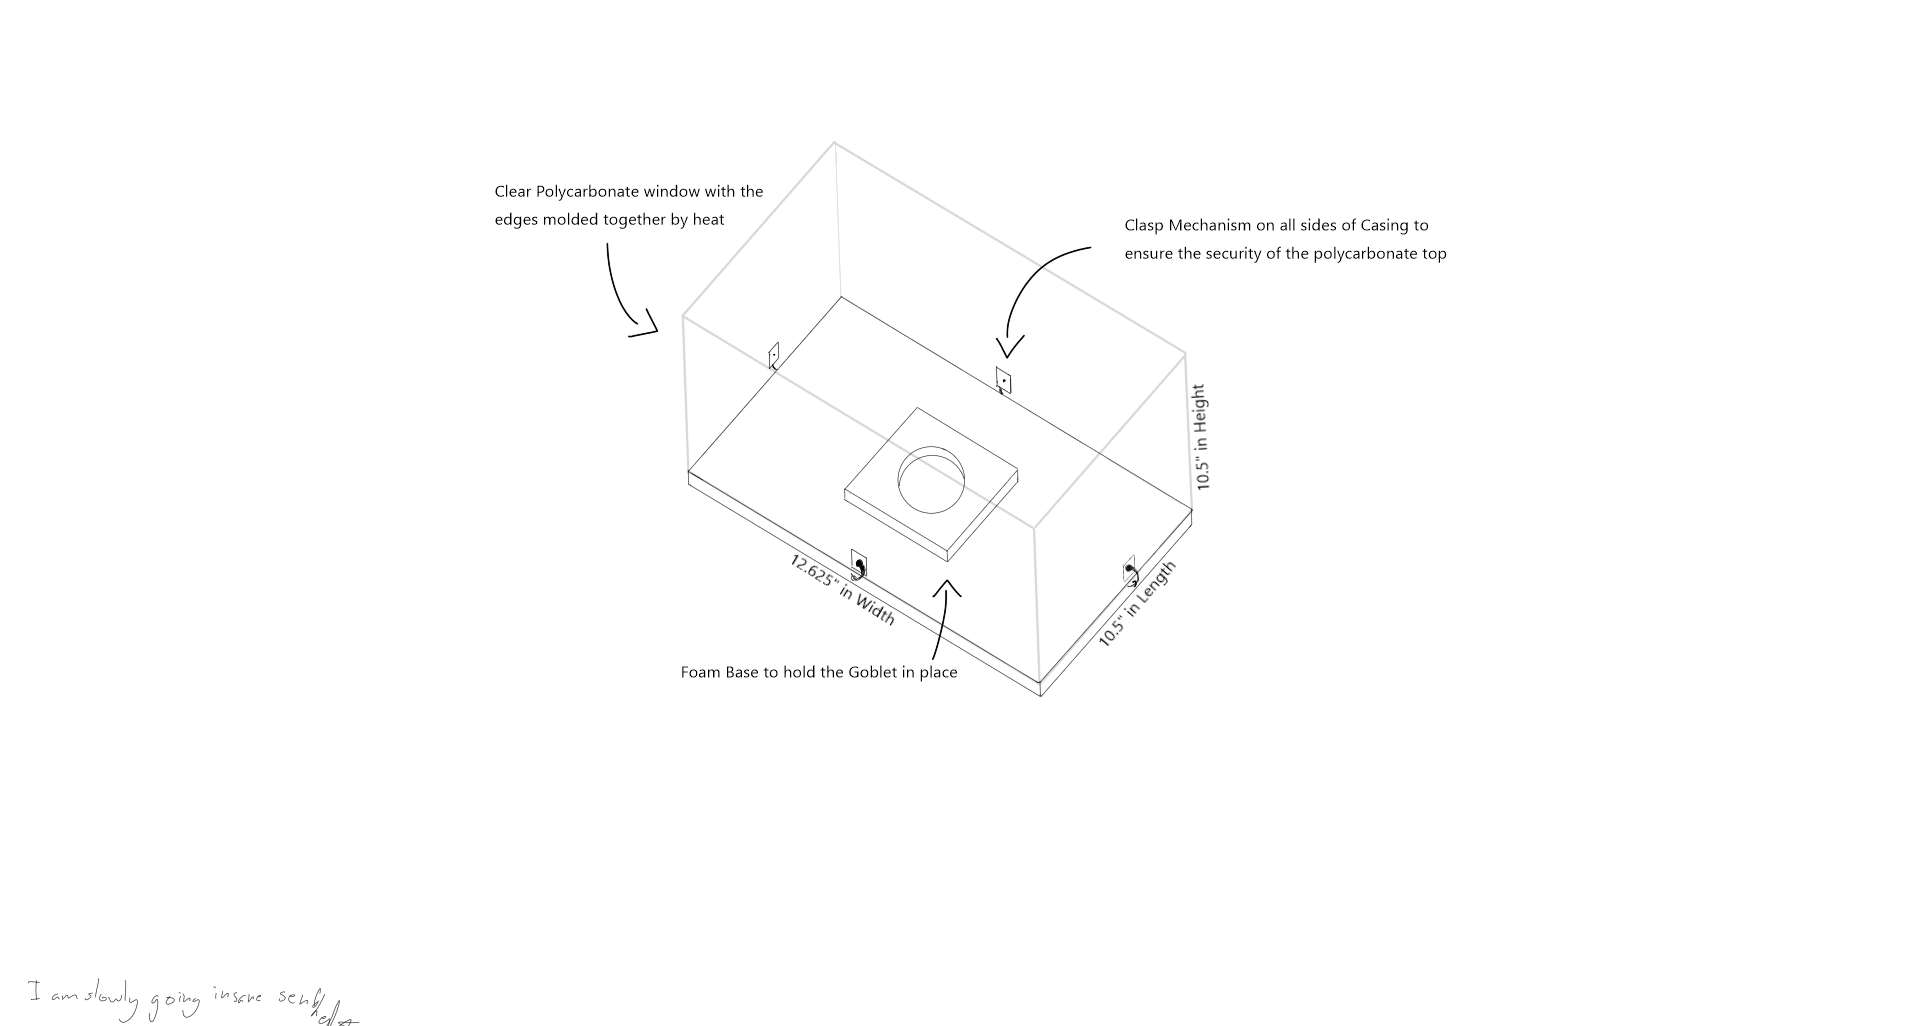 Clear Polycarbonate window with the
edges molded together by heat
Clasp Mechanism on all sides of Casing to
ensure the security of the polycarbonate top
10.5" in Height
12.625" in Width
10.5" in Length
Foam Base to hold the Goblet in place
I am slowly going insane send